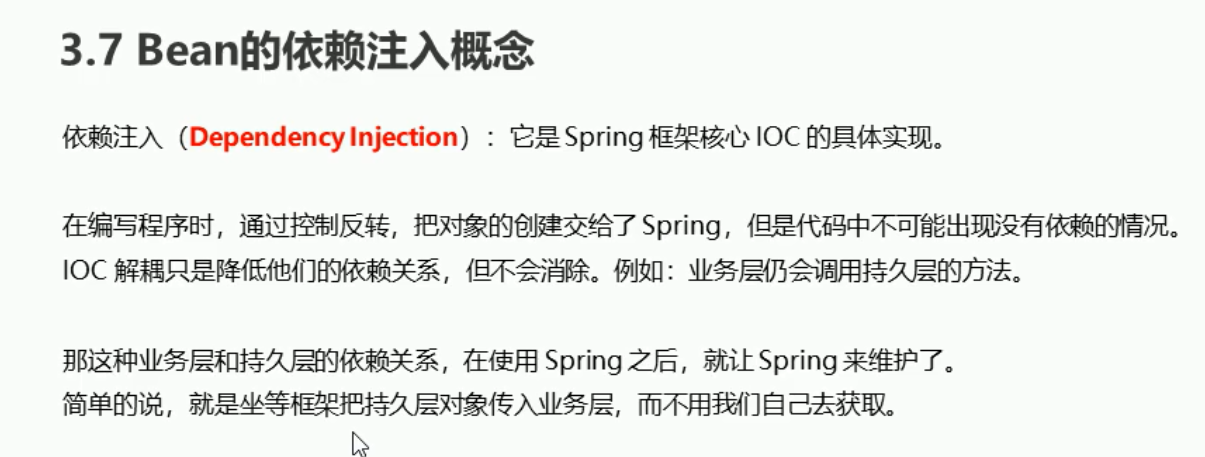 3.7 Bean的依赖注入概念
依赖注入（Dependency Injection）：它是 Spring 框架核心 IOC 的具体实现。
在编写程序时，通过控制反转，把对象的创建交给了 Spring，但是代码中不可能出现没有依赖的情况。
IOC 解耦只是降低他们的依赖关系，但不会消除。例如：业务层仍会调用持久层的方法。
那这种业务层和持久层的依赖关系，在使用 Spring 之后，就让 Spring 来维护了。
简单的说，就是坐等框架把持久层对象传入业务层，而不用我们自己去获取。